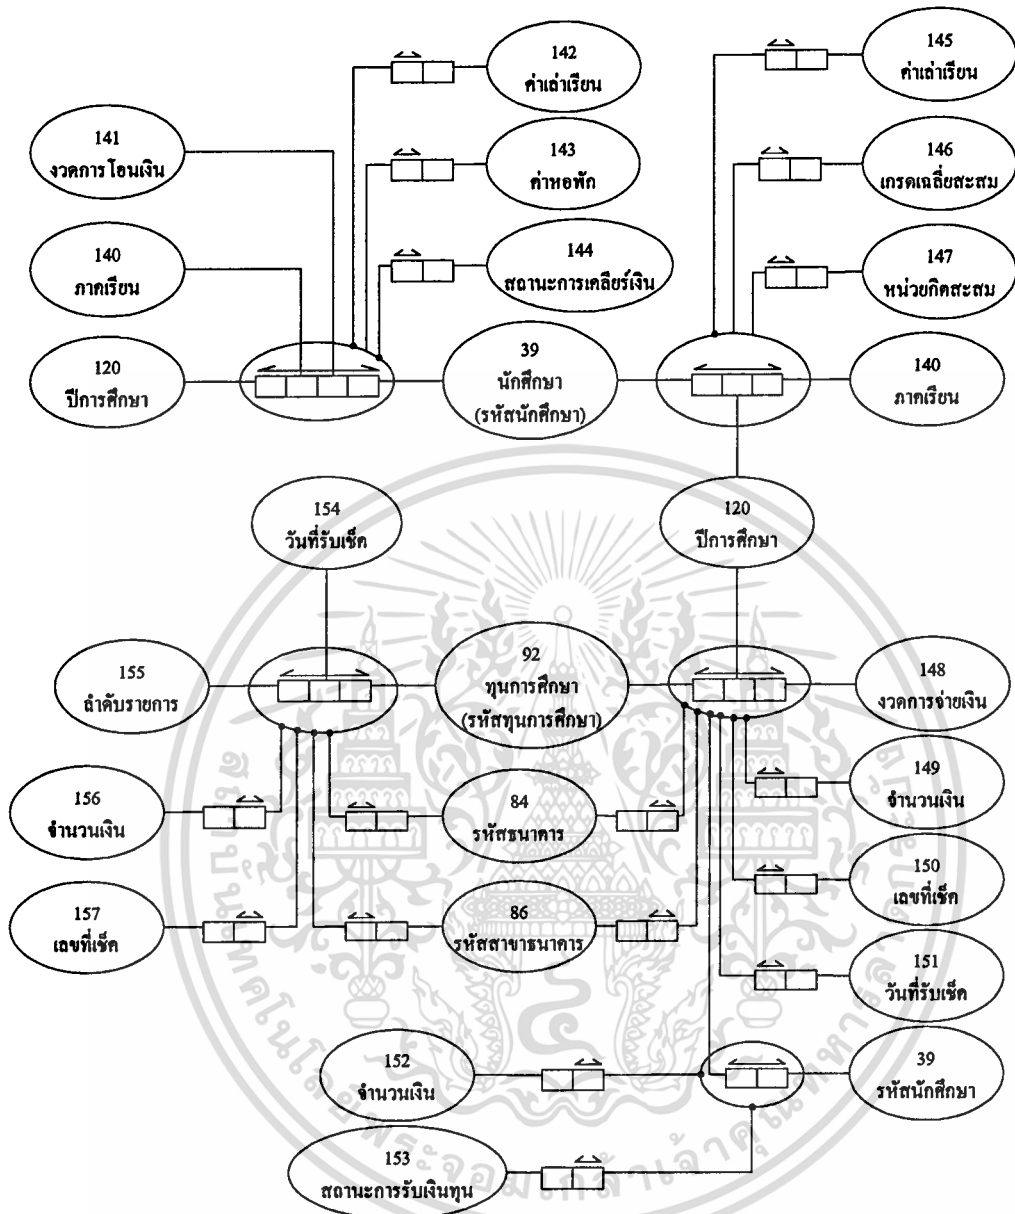 142
ค่าเล่าเรียน
145
ค่าเล่าเรียน
141
งวดการโอนเงิน
143
ค่าหอพัก
146
เกรดเฉลี่ยสะสม
140
ภาคเรียน
144
สถานะการเคลียร์เงิน
147
หน่วยกิตสะสม
120
ปีการศึกษา
39
นักศึกษา
(รหัสนักศึกษา)
140
ภาคเรียน
154
วันที่รับเช็ค
120
ปีการศึกษา
155
ลำดับรายการ
92
ทุนการศึกษา
(รหัสทุนการศึกษา)
148
งวดการจ่ายเงิน
156
จำนวนเงิน
84
รหัสธนาคาร
149
จำนวนเงิน
157
เลขที่เช็ค
86
รหัสสาขาธนาคาร
150
เลขที่เช็ค
151
วันที่รับเช็ค
152
จำนวนเงิน
39
รหัสนักศึกษา
153
สถานะการรับเงินทุน